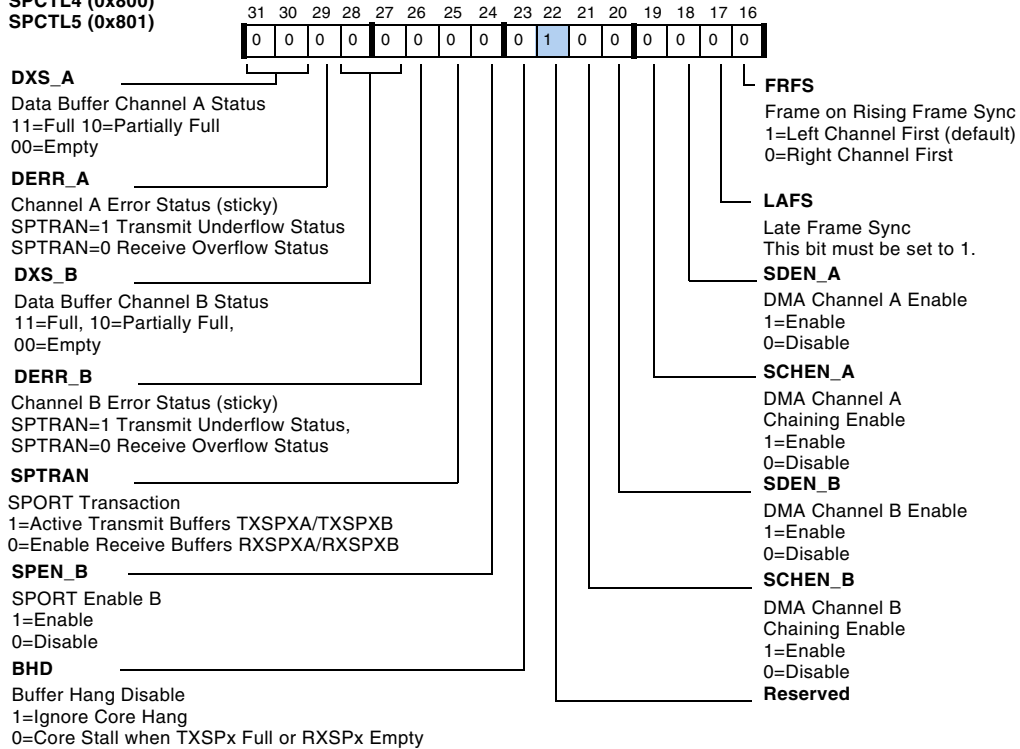 SPCTL4 (0x800)
SPCTL5 (0x801)
31 30 29 28 27 26 25 24 23 22 21 20 19 18 17 16
0 0 0 0 0 0 0 0 0 1 0 0 0 0 0 0
DXS_A
Data Buffer Channel A Status
11=Full 10=Partially Full
00=Empty
DERR_A
Channel A Error Status (sticky)
SPTRAN=1 Transmit Underflow Status
SPTRAN=0 Receive Overflow Status
DXS_B
Data Buffer Channel B Status
11=Full, 10=Partially Full,
00=Empty
DERR_B
Channel B Error Status (sticky)
SPTRAN=1 Transmit Underflow Status,
SPTRAN=0 Receive Overflow Status
SPTRAN
SPORT Transaction
1=Active Transmit Buffers TXSPXA/TXSPXB
0=Enable Receive Buffers RXSPXA/RXSPXB
SPEN_B
SPORT Enable B
1=Enable
0=Disable
BHD
Buffer Hang Disable
1=Ignore Core Hang
0=Core Stall when TXSPx Full or RXSPx Empty
FRFS
Frame on Rising Frame Sync
1=Left Channel First (default)
0=Right Channel First
LAFS
Late Frame Sync
This bit must be set to 1.
SDEN_A
DMA Channel A Enable
1=Enable
0=Disable
SCHEN_A
DMA Channel A
Chaining Enable
1=Enable
0=Disable
SDEN_B
DMA Channel B Enable
1=Enable
0=Disable
SCHEN_B
DMA Channel B
Chaining Enable
1=Enable
0=Disable
Reserved